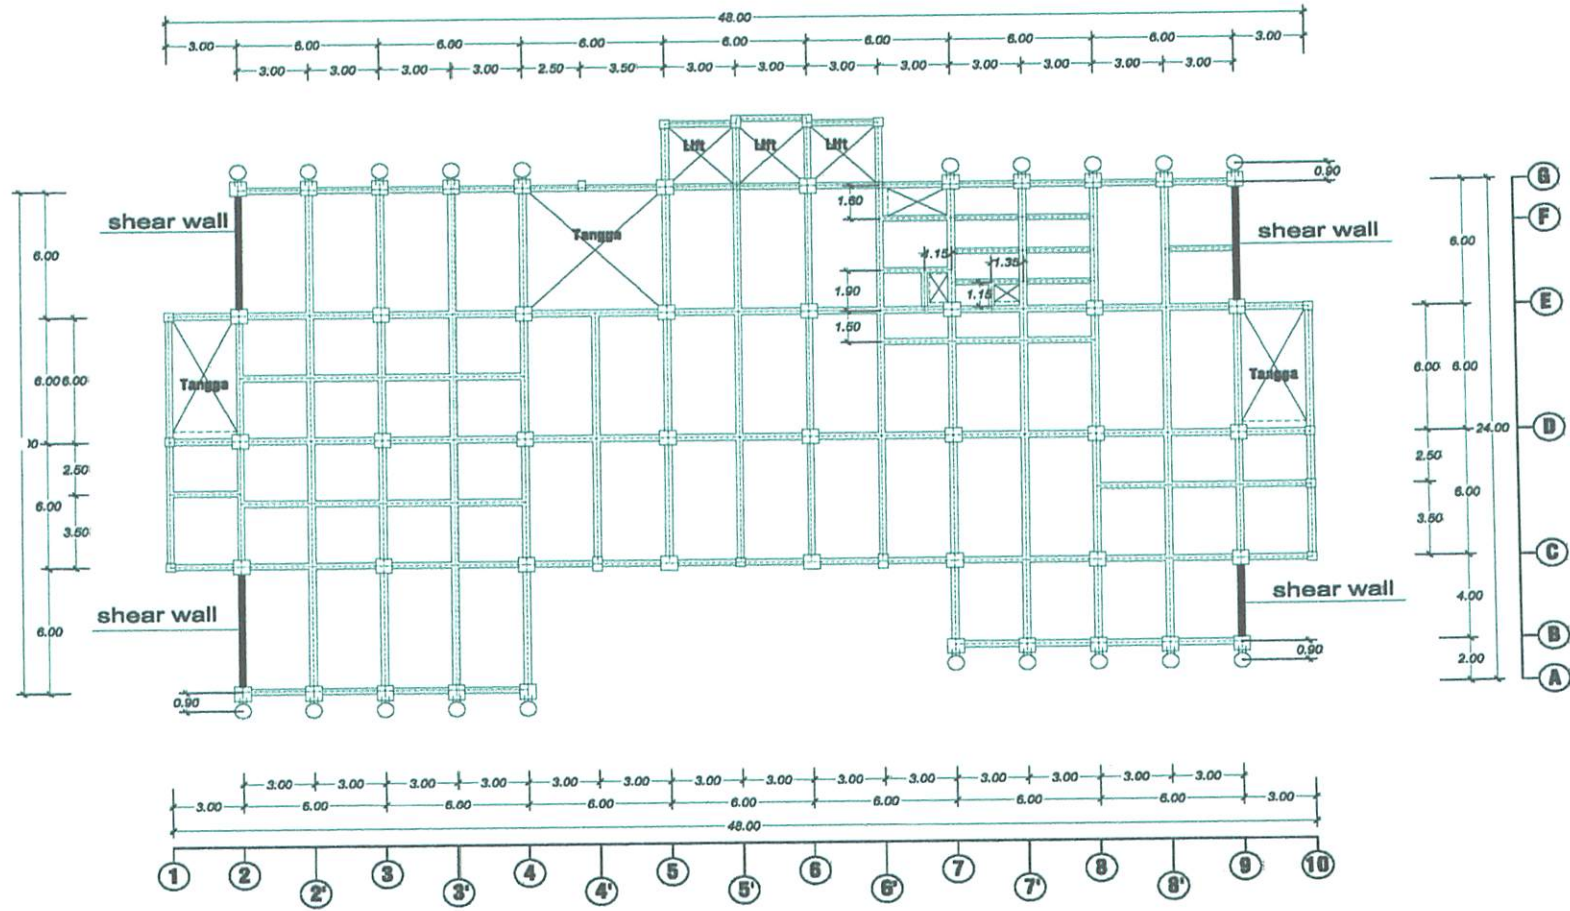 48.00
3.00 6.00 6.00 6.00 6.00 6.00 6.00 6.00 3.00
3.00 3.00 3.00 3.00 2.50 3.50 3.00 3.00 3.00 3.00 3.00 3.00 3.00 3.00
Lift Lift Lift
G
0.90
1.60
F
shear wall
shear wall
Tangga
6.00
6.00
1.15
1.35
1.90
1.15
E
1.50
6.00 6.00
Tangga
Tangga
6.00 6.00
24.00
D
2.50
2.50
6.00
6.00
3.50
3.50
C
shear wall
shear wall
4.00
6.00
B
0.90
2.00
A
0.90
3.00 3.00 3.00 3.00 3.00 3.00 3.00 3.00 3.00 3.00 3.00 3.00 3.00 3.00
3.00 6.00 6.00 6.00 6.00 6.00 6.00 6.00 3.00
48.00
1 2 2' 3 3' 4 4' 5 5' 6 6' 7 7' 8 8' 9 10